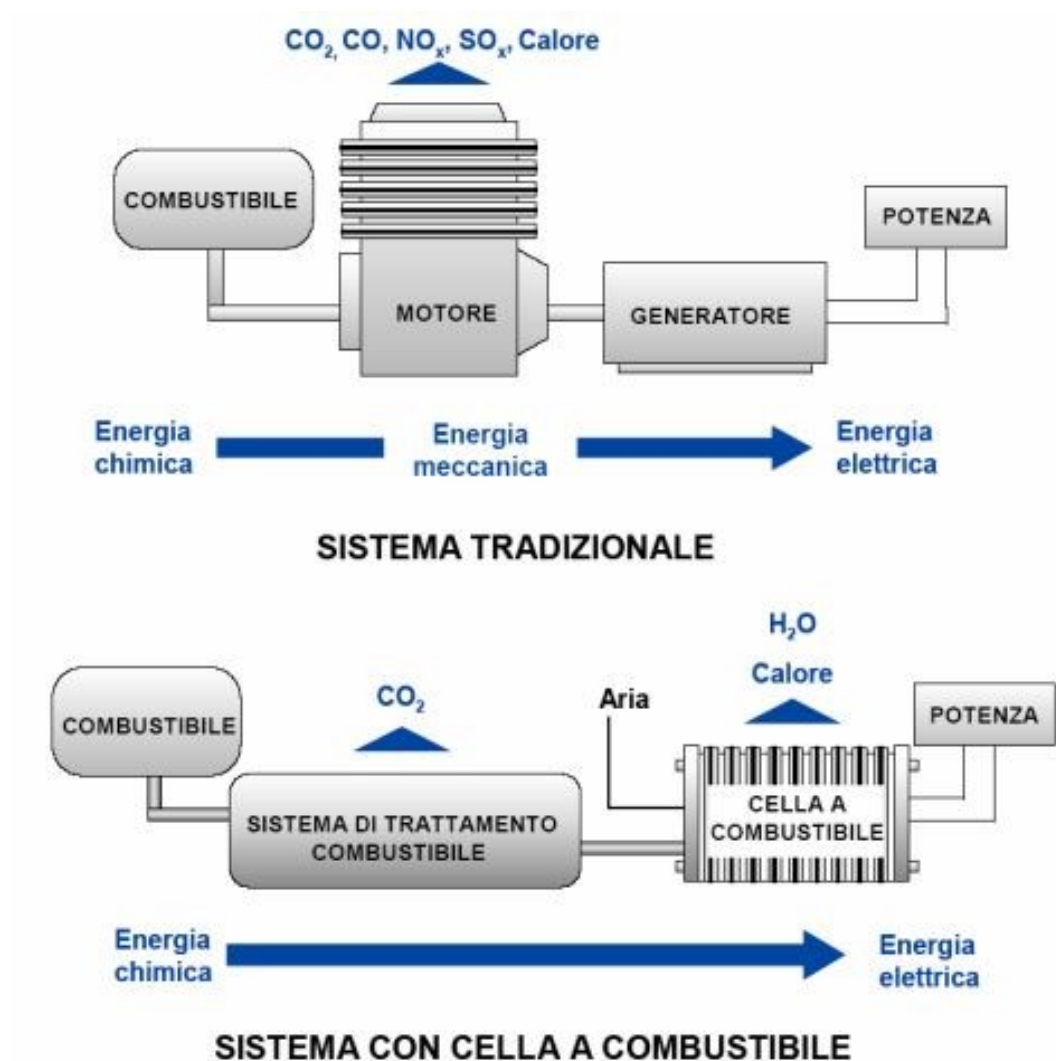 CO2, CO, NOx, SOx, Calore
COMBUSTIBILE
POTENZA
MOTORE
GENERATORE
Energia
chimica
Energia
meccanica
Energia
elettrica
SISTEMA TRADIZIONALE
H2O
Calore
CO2
Aria
COMBUSTIBILE
POTENZA
SISTEMA DI TRATTAMENTO
COMBUSTIBILE
CELLA A
COMBUSTIBILE
Energia
chimica
Energia
elettrica
SISTEMA CON CELLA A COMBUSTIBILE